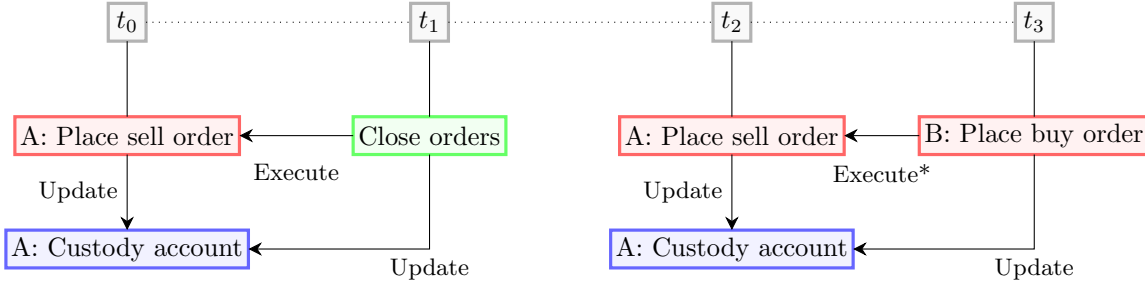 t0 t1 t2 t3
A: Place sell order Close orders A: Place sell order B: Place buy order
Execute Execute*
Update Update
A: Custody account A: Custody account
Update Update